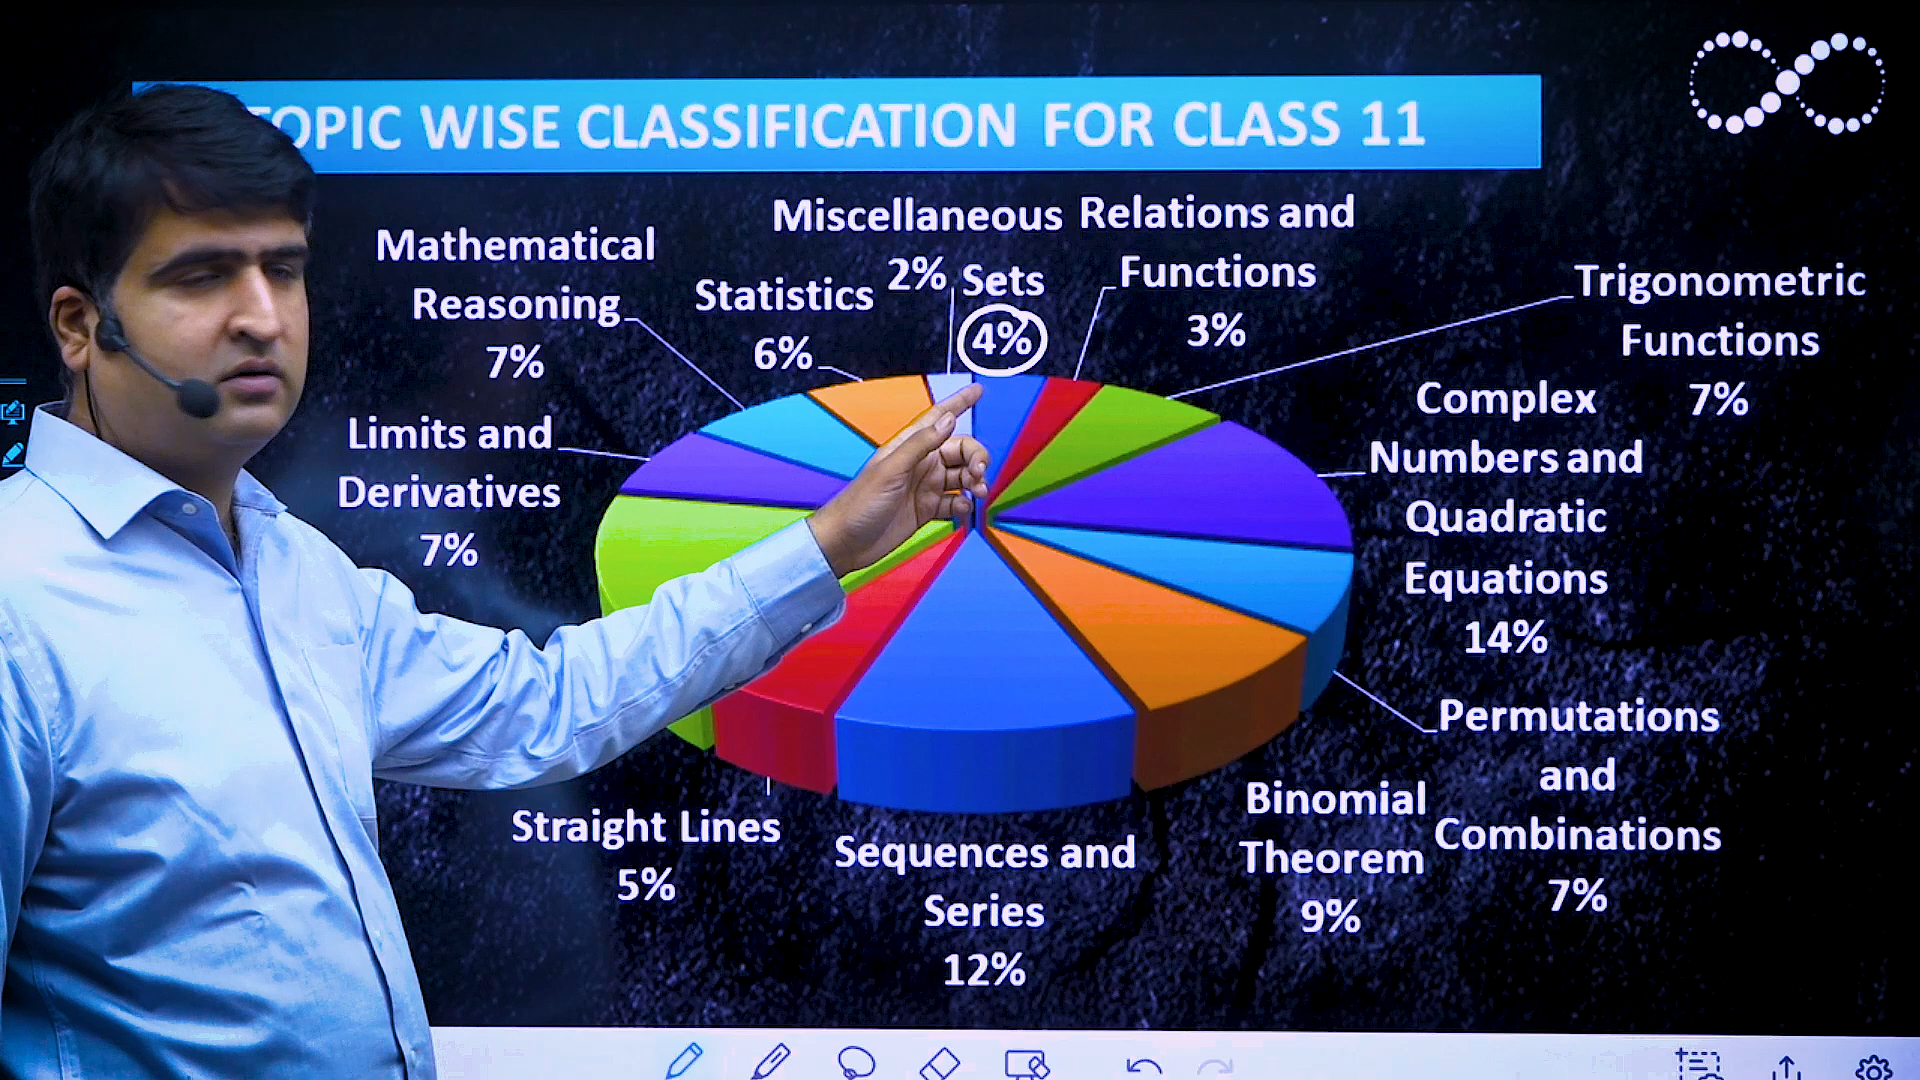 TOPIC WISE CLASSIFICATION FOR CLASS 11
Miscellaneous
2%
Relations and
Functions
3%
Mathematical
Reasoning
7%
Statistics
6%
Sets
4%
Trigonometric
Functions
7%
Limits and
Derivatives
7%
Complex
Numbers and
Quadratic
Equations
14%
Permutations
and
Combinations
7%
Straight Lines
5%
Sequences and
Series
12%
Binomial
Theorem
9%